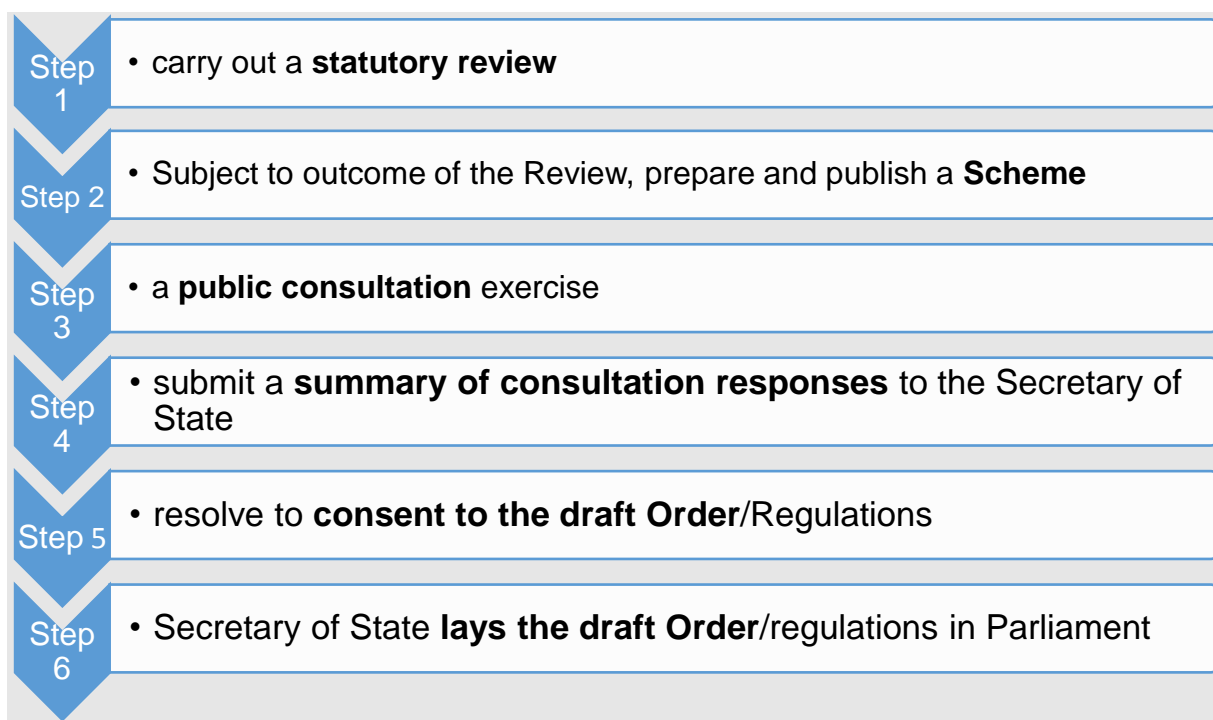 Step
1
• carry out a statutory review
Step 2
• Subject to outcome of the Review, prepare and publish a Scheme
Step
3
• a public consultation exercise
Step
4
• submit a summary of consultation responses to the Secretary of
State
Step 5
• resolve to consent to the draft Order/Regulations
Step
6
• Secretary of State lays the draft Order/regulations in Parliament